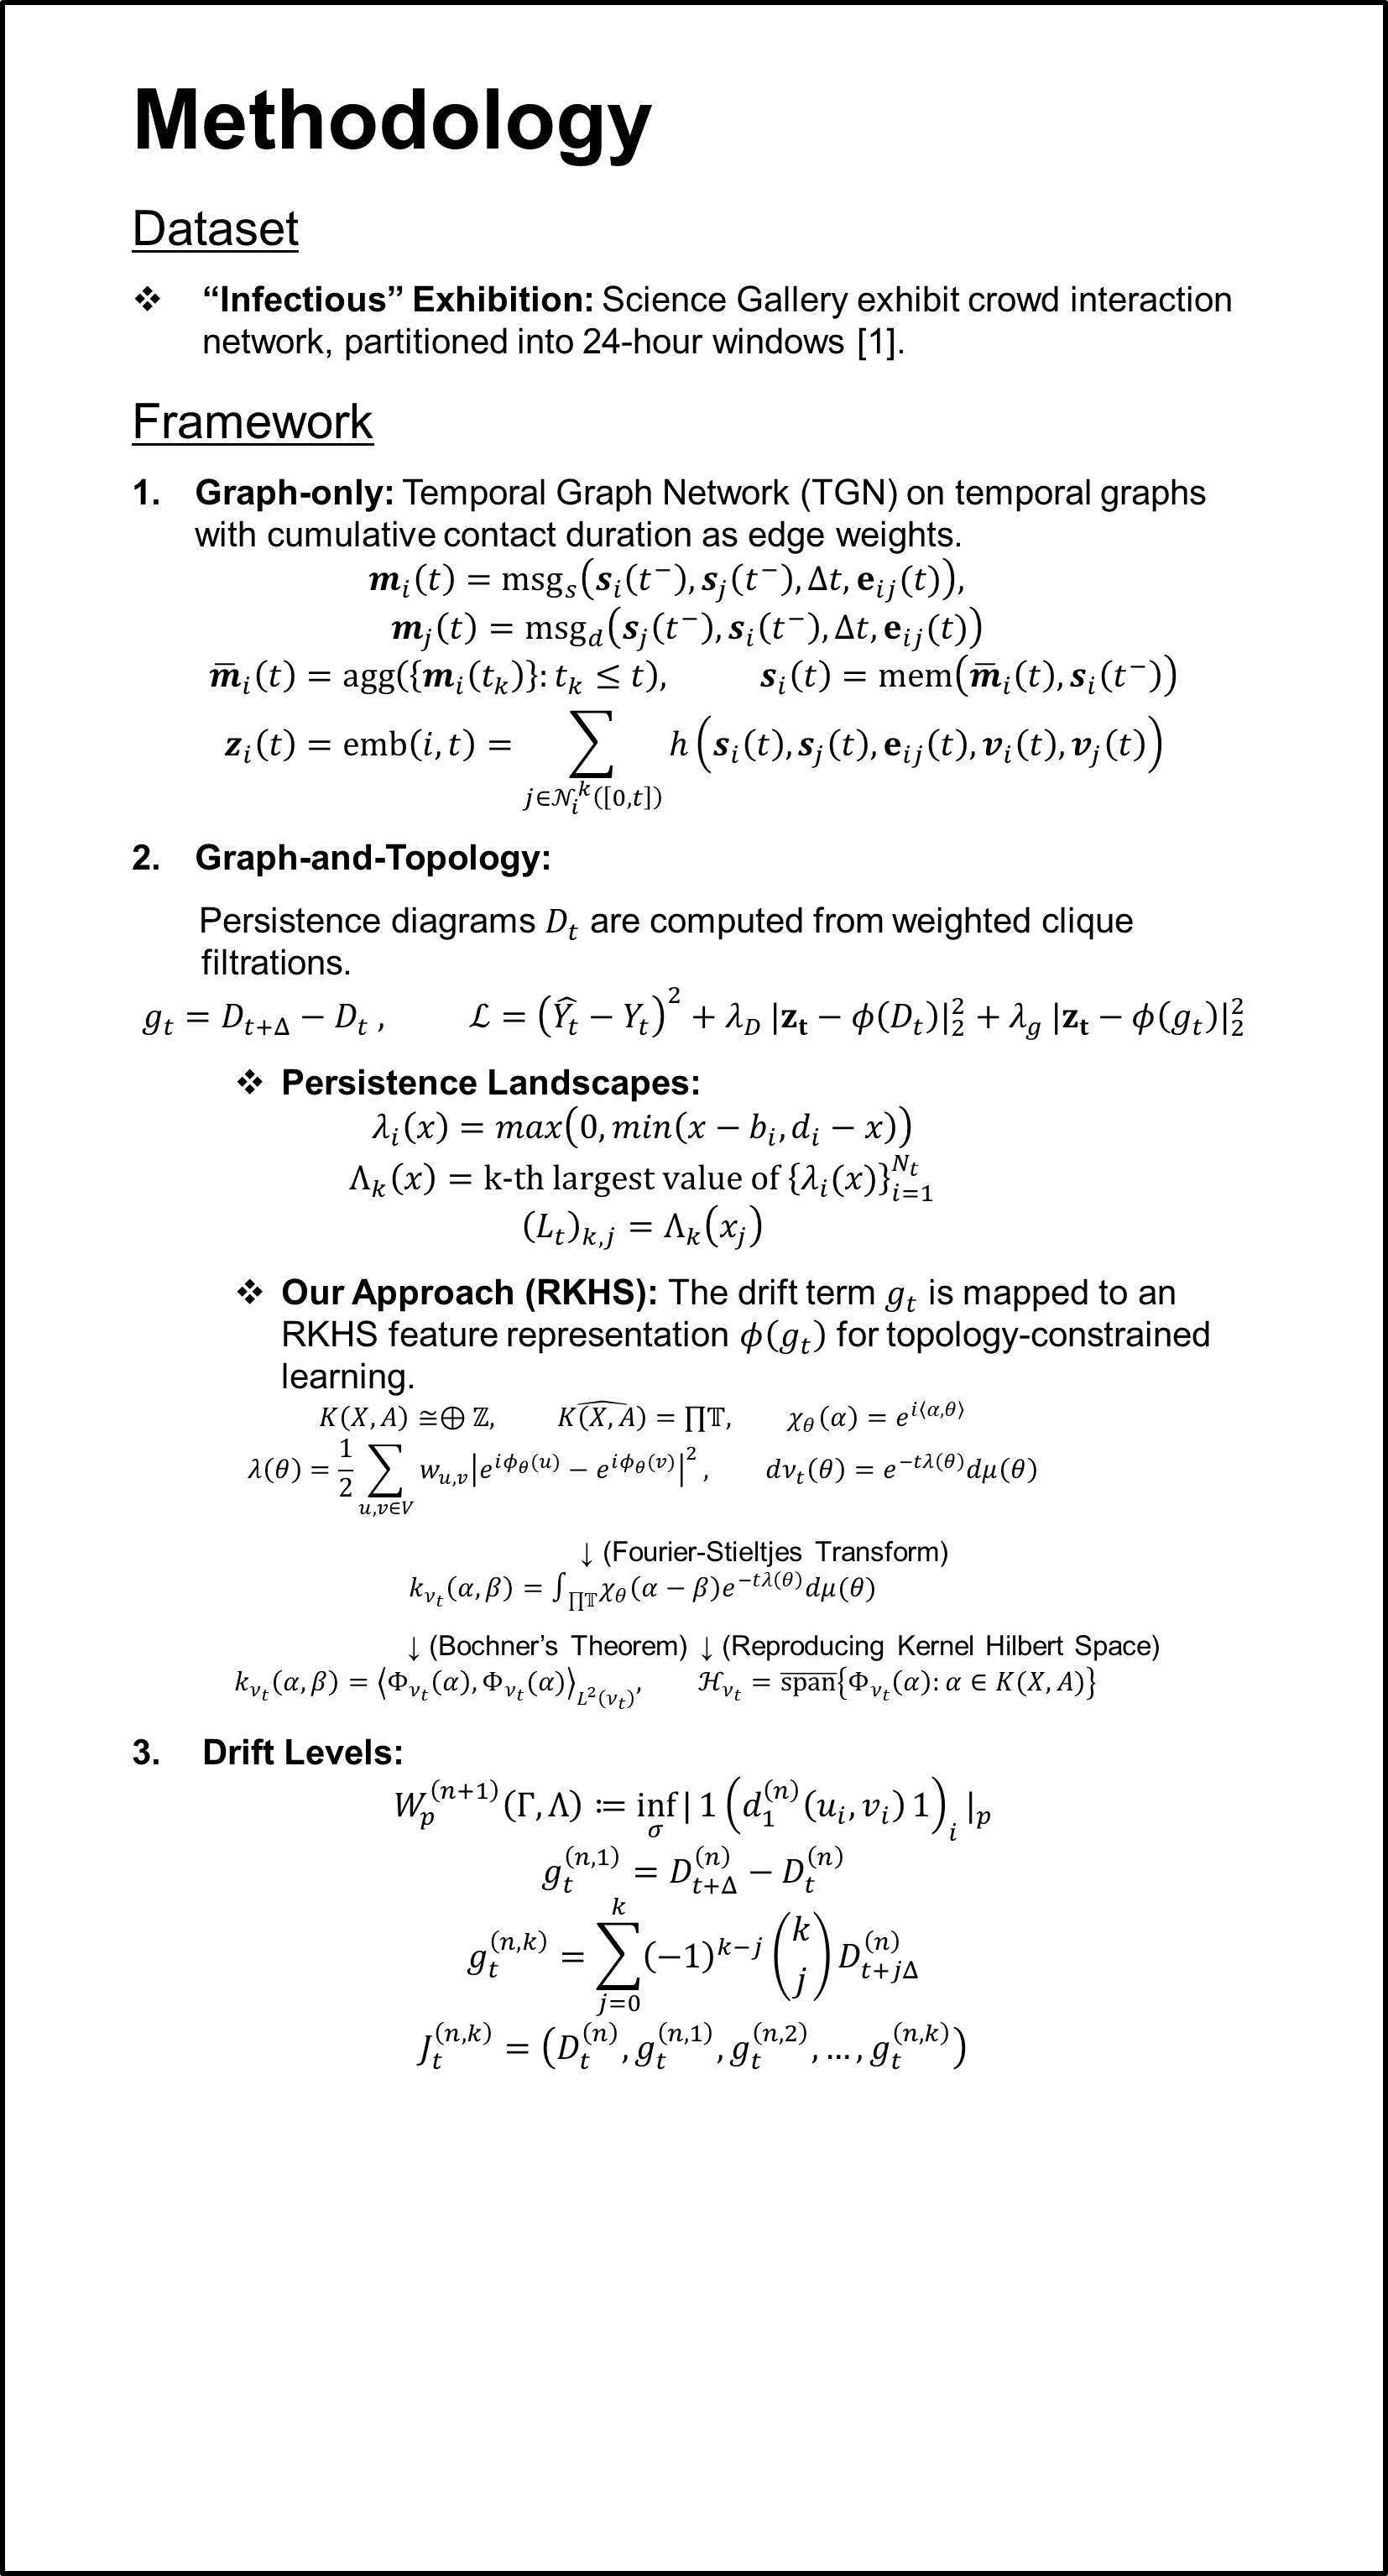 Methodology
Dataset
❖ “Infectious” Exhibition: Science Gallery exhibit crowd interaction
network, partitioned into 24-hour windows [1].
Framework
1. Graph-only: Temporal Graph Network (TGN) on temporal graphs
with cumulative contact duration as edge weights.
𝒎_i(t) = msg_s(𝒔_i(t⁻), 𝒔_j(t⁻), Δt, 𝐞_ij(t)),
𝒎_j(t) = msg_d(𝒔_j(t⁻), 𝒔_i(t⁻), Δt, 𝐞_ij(t))
𝐦̅_i(t) = agg({𝒎_i(t_k)}: t_k ≤ t), 𝒔_i(t) = mem(𝐦̅_i(t), 𝒔_i(t⁻))
𝒛_i(t) = emb(i, t) = ∑_{j∈𝒩_i^k([0,t])} h(𝒔_i(t), 𝒔_j(t), 𝐞_ij(t), 𝒗_i(t), 𝒗_j(t))
2. Graph-and-Topology:
Persistence diagrams D_t are computed from weighted clique
filtrations.
g_t = D_{t+Δ} − D_t , ℒ = (Ŷ_t − Y_t)² + λ_D |𝐳_𝐭 − ϕ(D_t)|₂² + λ_g |𝐳_𝐭 − ϕ(g_t)|₂²
❖ Persistence Landscapes:
λ_i(x) = max(0, min(x − b_i, d_i − x))
Λ_k(x) = k-th largest value of {λ_i(x)}_{i=1}^{N_t}
(L_t)_{k,j} = Λ_k(x_j)
❖ Our Approach (RKHS): The drift term g_t is mapped to an
RKHS feature representation ϕ(g_t) for topology-constrained
learning.
K(X, A) ≅⊕ ℤ, \widehat{K(X, A)} = ∏𝕋, χ_θ(α) = e^{i⟨α,θ⟩}
λ(θ) = 1/2 ∑_{u,v∈V} w_{u,v}|e^{iϕ_θ(u)} − e^{iϕ_θ(v)}|² , dν_t(θ) = e^{−tλ(θ)}dμ(θ)
↓ (Fourier-Stieltjes Transform)
k_{ν_t}(α, β) = ∫_{∏𝕋} χ_θ(α − β)e^{−tλ(θ)}dμ(θ)
↓ (Bochner’s Theorem) ↓ (Reproducing Kernel Hilbert Space)
k_{ν_t}(α, β) = ⟨Φ_{ν_t}(α), Φ_{ν_t}(α)⟩_{L²(ν_t)}, ℋ_{ν_t} = \overline{span}{Φ_{ν_t}(α): α ∈ K(X, A)}
3. Drift Levels:
W_p^{(n+1)}(Γ, Λ) ≔ inf_σ | 1 (d_1^{(n)}(u_i, v_i) 1)_i |_p
g_t^{(n,1)} = D_{t+Δ}^{(n)} − D_t^{(n)}
g_t^{(n,k)} = ∑_{j=0}^{k} (−1)^{k−j} (k j) D_{t+jΔ}^{(n)}
J_t^{(n,k)} = (D_t^{(n)}, g_t^{(n,1)}, g_t^{(n,2)}, …, g_t^{(n,k)})